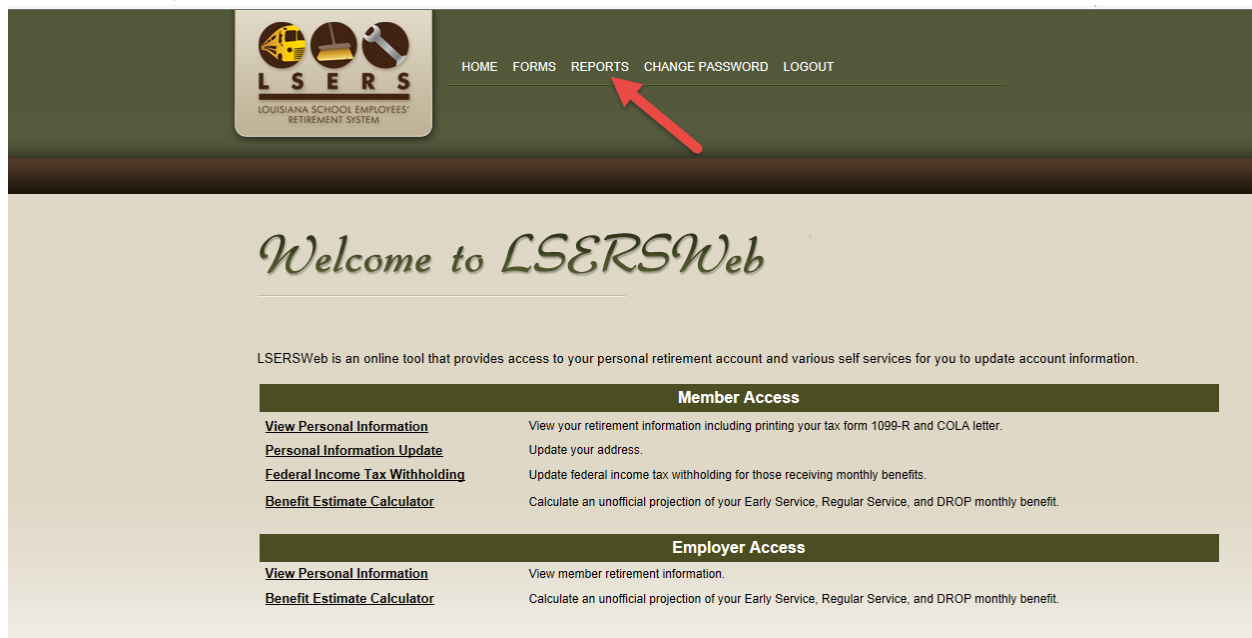 L S E R S
LOUISIANA SCHOOL EMPLOYEES'
RETIREMENT SYSTEM
HOME FORMS REPORTS CHANGE PASSWORD LOGOUT
Welcome to LSERSWeb
LSERSWeb is an online tool that provides access to your personal retirement account and various self services for you to update account information.
Member Access
View Personal Information View your retirement information including printing your tax form 1099-R and COLA letter.
Personal Information Update Update your address.
Federal Income Tax Withholding Update federal income tax withholding for those receiving monthly benefits.
Benefit Estimate Calculator Calculate an unofficial projection of your Early Service, Regular Service, and DROP monthly benefit.
Employer Access
View Personal Information View member retirement information.
Benefit Estimate Calculator Calculate an unofficial projection of your Early Service, Regular Service, and DROP monthly benefit.